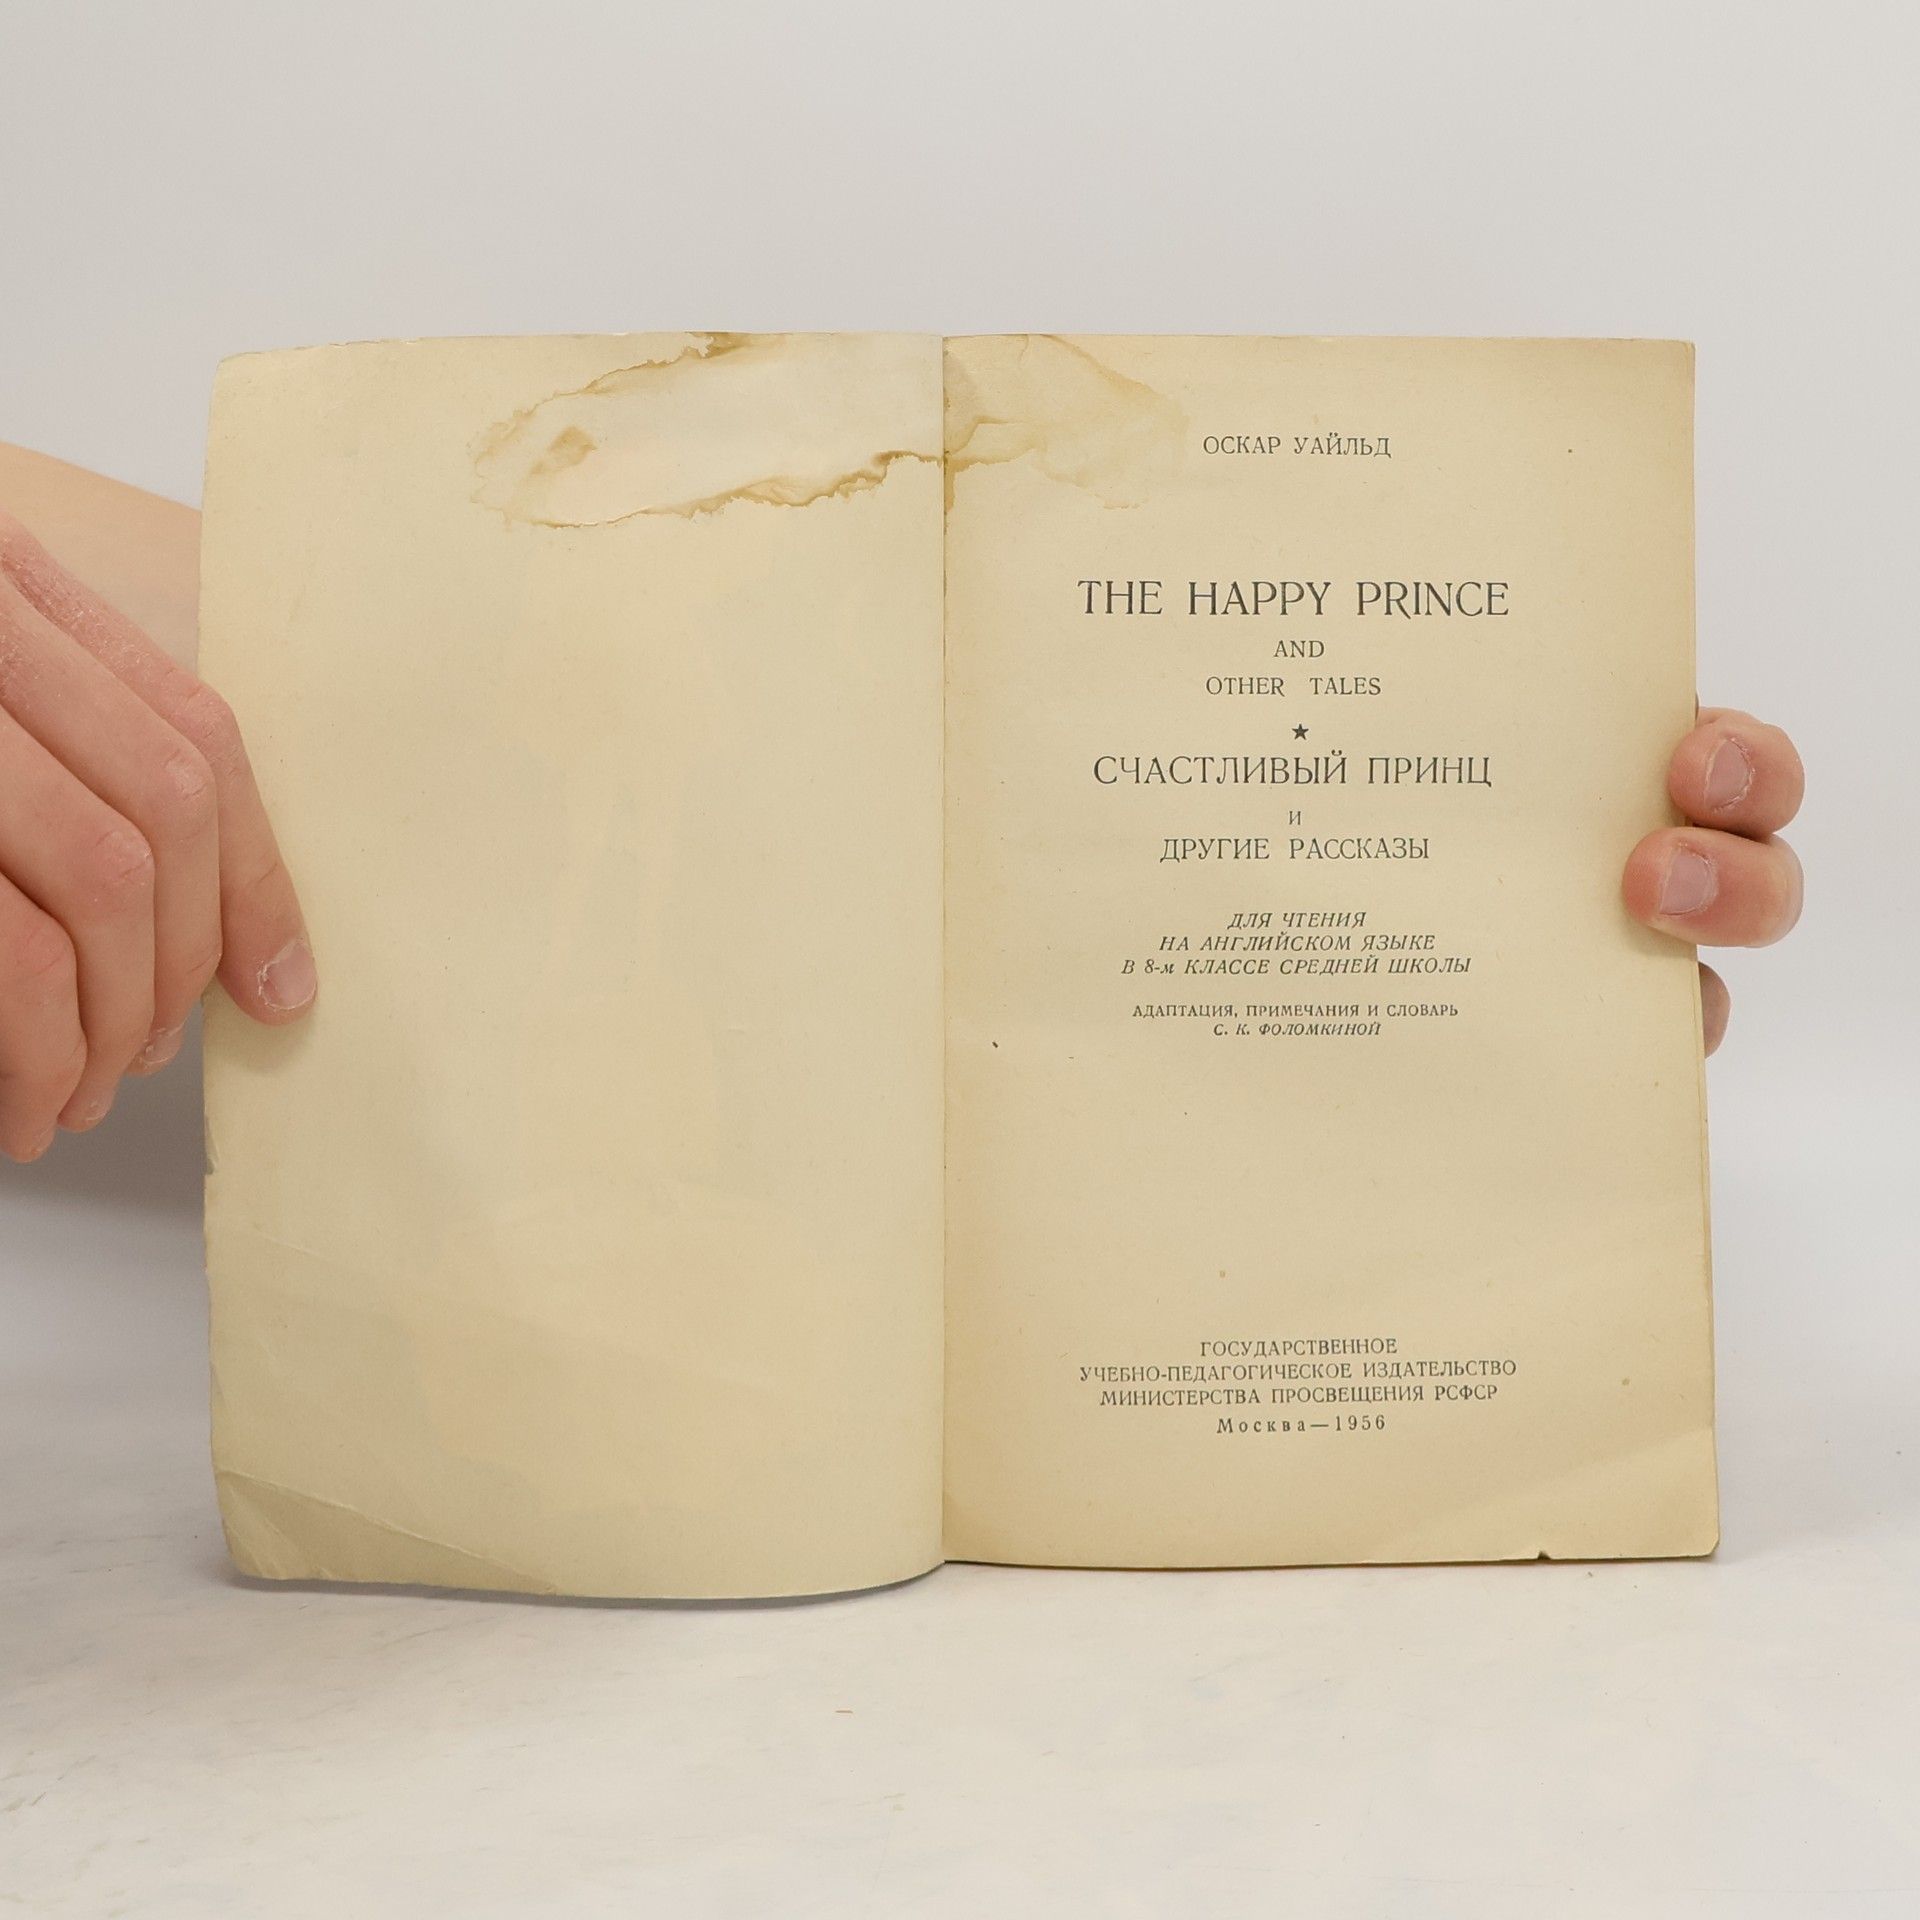 ОСКАР УАЙЛЬД
THE HAPPY PRINCE
AND
OTHER TALES
★
СЧАСТЛИВЫЙ ПРИНЦ
И
ДРУГИЕ РАССКАЗЫ
ДЛЯ ЧТЕНИЯ
НА АНГЛИЙСКОМ ЯЗЫКЕ
В 8-м КЛАССЕ СРЕДНЕЙ ШКОЛЫ
АДАПТАЦИЯ, ПРИМЕЧАНИЯ И СЛОВАРЬ
С. К. ФОЛОМКИНОЙ
ГОСУДАРСТВЕННОЕ
УЧЕБНО-ПЕДАГОГИЧЕСКОЕ ИЗДАТЕЛЬСТВО
МИНИСТЕРСТВА ПРОСВЕЩЕНИЯ РСФСР
Москва—1956